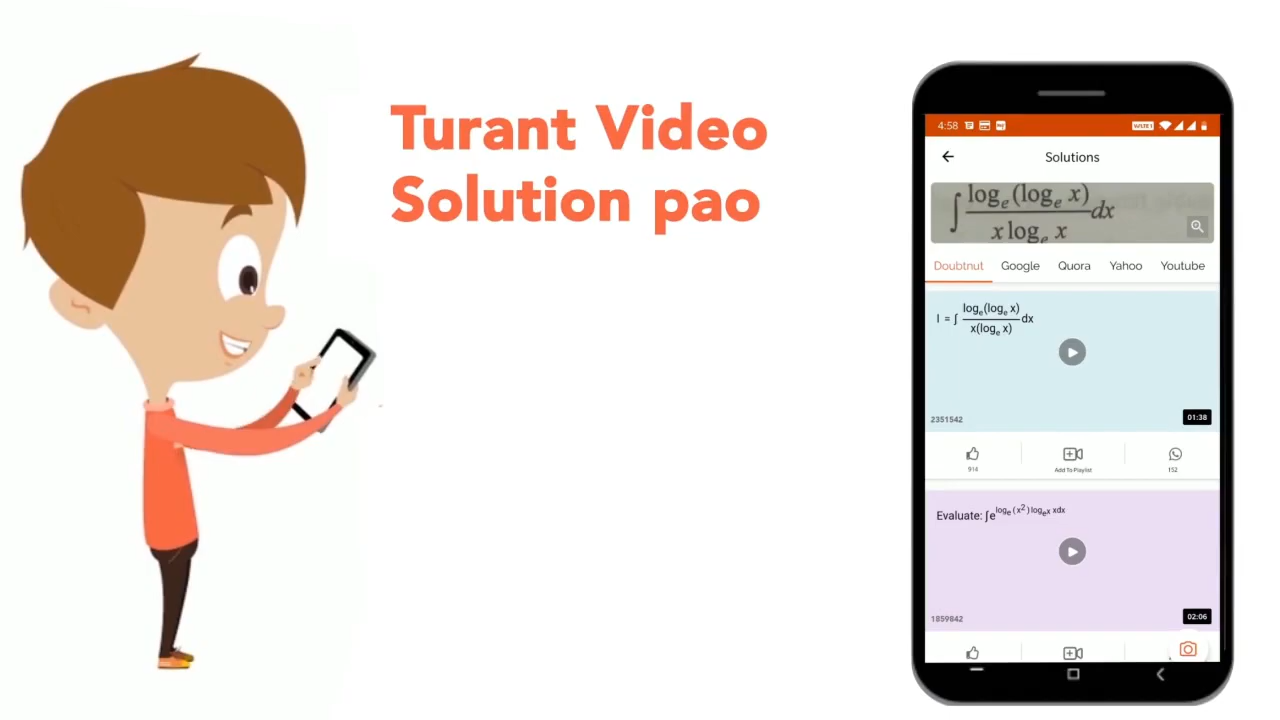 Turant Video
Solution pao
4:58
VoLTE1
Solutions
∫ logₑ(logₑ x) / x logₑ x dx
Doubtnut Google Quora Yahoo Youtube
I = ∫ logₑ(logₑ x) / x(logₑ x) dx
2351542 01:38
914 Add To Playlist 152
Evaluate: ∫e^logₑ(x²)logₑx xdx
1859842 02:06